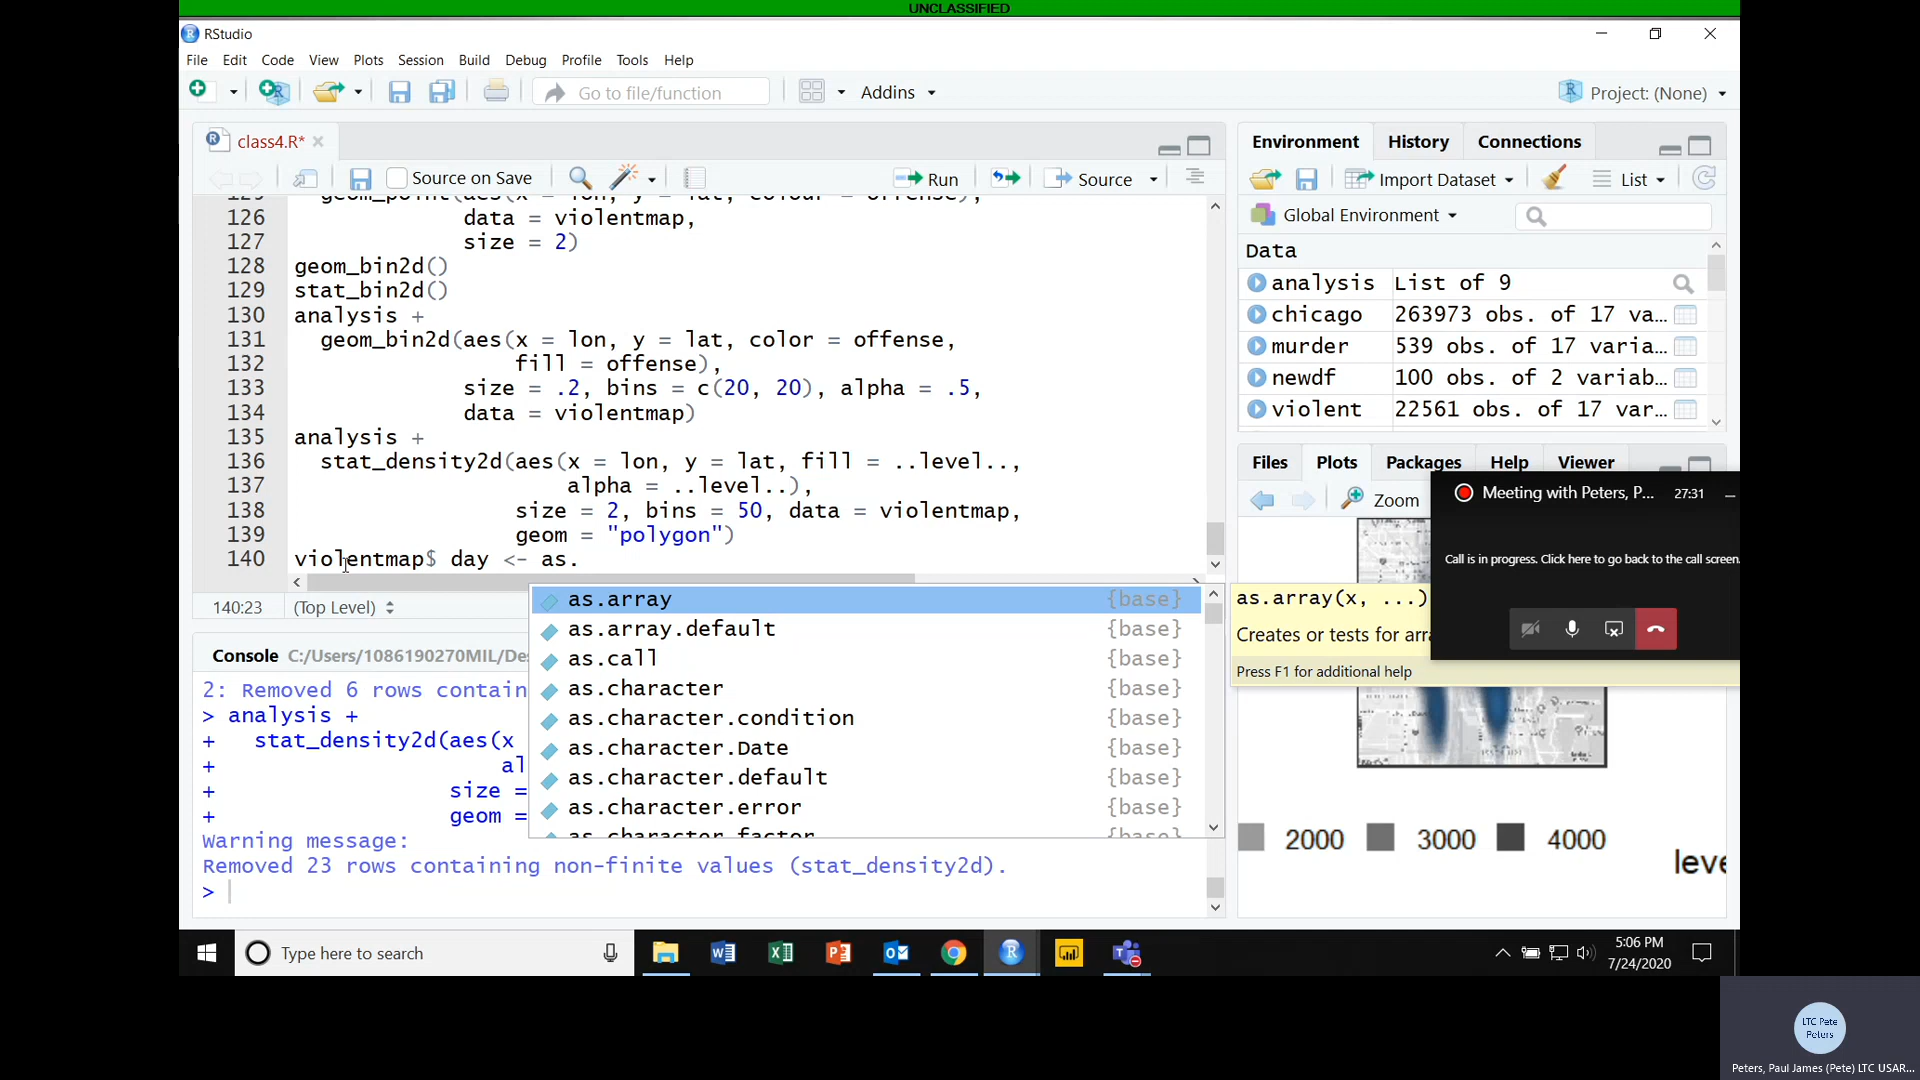 UNCLASSIFIED
RStudio
File Edit Code View Plots Session Build Debug Profile Tools Help
Go to file/function
Addins
Project: (None)
class4.R*
Source on Save
Run
Source
126 data = violentmap,
127 size = 2)
128 geom_bin2d()
129 stat_bin2d()
130 analysis +
131 geom_bin2d(aes(x = lon, y = lat, color = offense,
132 fill = offense),
133 size = .2, bins = c(20, 20), alpha = .5,
134 data = violentmap)
135 analysis +
136 stat_density2d(aes(x = lon, y = lat, fill = ..level..,
137 alpha = ..level..),
138 size = 2, bins = 50, data = violentmap,
139 geom = "polygon")
140 violentmap$ day <- as.
140:23 (Top Level)
as.array {base}
as.array.default {base}
as.call {base}
as.character {base}
as.character.condition {base}
as.character.Date {base}
as.character.default {base}
as.character.error {base}
as.character.factor {base}
as.array(x, ...)
Creates or tests for arr
Press F1 for additional help
Console C:/Users/1086190270MIL/De
2: Removed 6 rows contain
> analysis +
+ stat_density2d(aes(x
+ al
+ size =
+ geom =
Warning message:
Removed 23 rows containing non-finite values (stat_density2d).
>
Environment History Connections
Import Dataset List
Global Environment
Data
analysis List of 9
chicago 263973 obs. of 17 va…
murder 539 obs. of 17 varia…
newdf 100 obs. of 2 variab…
violent 22561 obs. of 17 var…
Files Plots Packages Help Viewer
Zoom
Meeting with Peters, P... 27:31
Call is in progress. Click here to go back to the call screen.
2000 3000 4000
leve
Type here to search
5:06 PM
7/24/2020
LTC Pete
Peters
Peters, Paul James (Pete) LTC USAR...